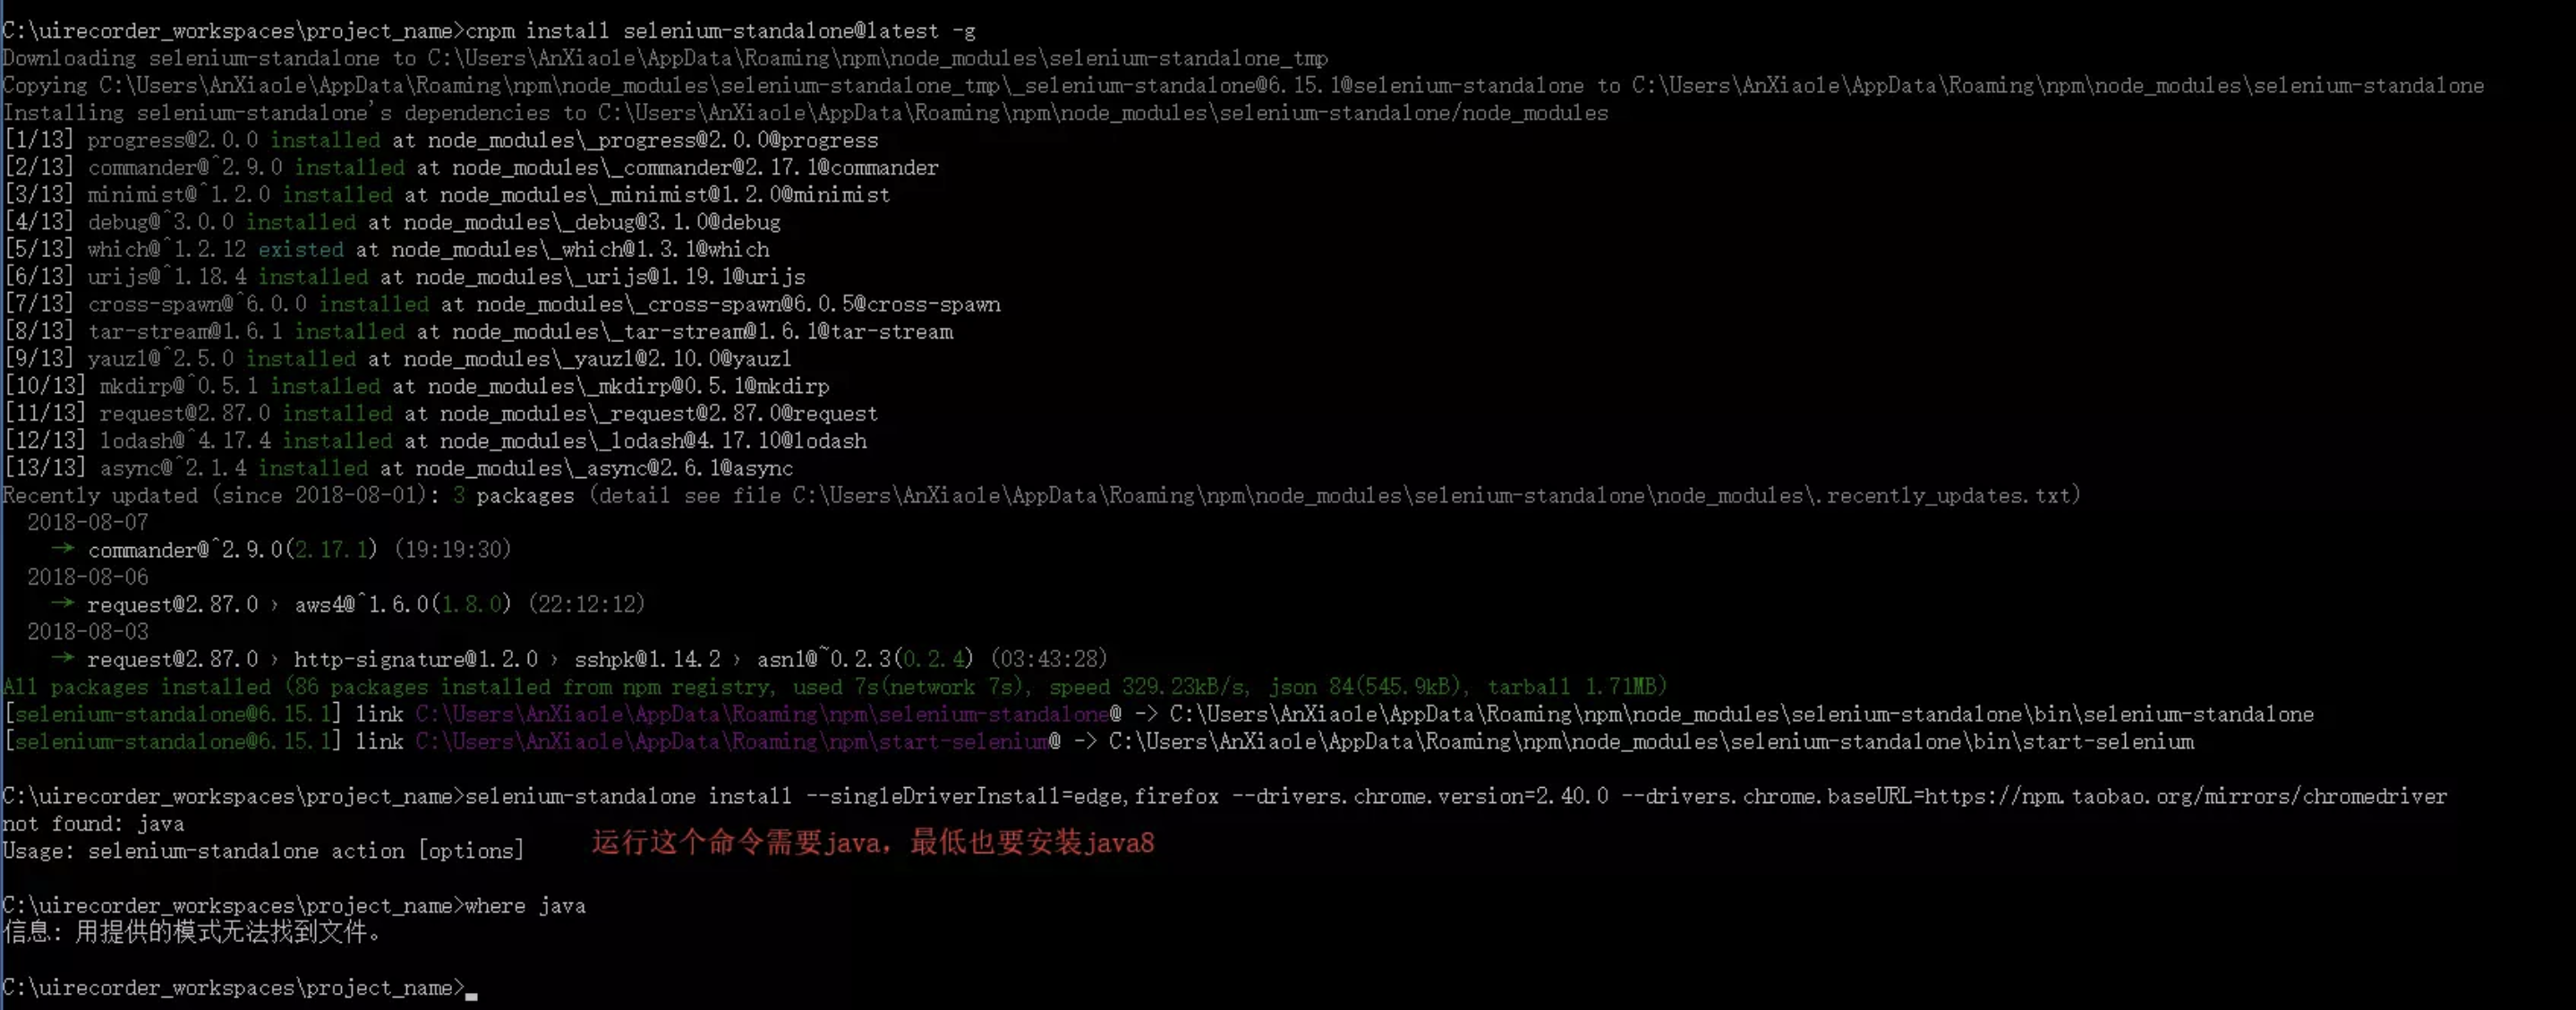 C:\uirecorder_workspaces\project_name>cnpm install selenium-standalone@latest -g
Downloading selenium-standalone to C:\Users\AnXiaole\AppData\Roaming\npm\node_modules\selenium-standalone_tmp
Copying C:\Users\AnXiaole\AppData\Roaming\npm\node_modules\selenium-standalone_tmp\_selenium-standalone@6.15.1@selenium-standalone to C:\Users\AnXiaole\AppData\Roaming\npm\node_modules\selenium-standalone
Installing selenium-standalone's dependencies to C:\Users\AnXiaole\AppData\Roaming\npm\node_modules\selenium-standalone/node_modules
[1/13] progress@2.0.0 installed at node_modules\_progress@2.0.0@progress
[2/13] commander@^2.9.0 installed at node_modules\_commander@2.17.1@commander
[3/13] minimist@^1.2.0 installed at node_modules\_minimist@1.2.0@minimist
[4/13] debug@^3.0.0 installed at node_modules\_debug@3.1.0@debug
[5/13] which@^1.2.12 existed at node_modules\_which@1.3.1@which
[6/13] urijs@^1.18.4 installed at node_modules\_urijs@1.19.1@urijs
[7/13] cross-spawn@^6.0.0 installed at node_modules\_cross-spawn@6.0.5@cross-spawn
[8/13] tar-stream@1.6.1 installed at node_modules\_tar-stream@1.6.1@tar-stream
[9/13] yauzl@^2.5.0 installed at node_modules\_yauzl@2.10.0@yauzl
[10/13] mkdirp@^0.5.1 installed at node_modules\_mkdirp@0.5.1@mkdirp
[11/13] request@2.87.0 installed at node_modules\_request@2.87.0@request
[12/13] lodash@^4.17.4 installed at node_modules\_lodash@4.17.10@lodash
[13/13] async@^2.1.4 installed at node_modules\_async@2.6.1@async
Recently updated (since 2018-08-01): 3 packages (detail see file C:\Users\AnXiaole\AppData\Roaming\npm\node_modules\selenium-standalone\node_modules\.recently_updates.txt)
2018-08-07
→ commander@^2.9.0(2.17.1) (19:19:30)
2018-08-06
→ request@2.87.0 › aws4@^1.6.0(1.8.0) (22:12:12)
2018-08-03
→ request@2.87.0 › http-signature@1.2.0 › sshpk@1.14.2 › asn1@~0.2.3(0.2.4) (03:43:28)
All packages installed (86 packages installed from npm registry, used 7s(network 7s), speed 329.23kB/s, json 84(545.9kB), tarball 1.71MB)
[selenium-standalone@6.15.1] link C:\Users\AnXiaole\AppData\Roaming\npm\selenium-standalone@ -> C:\Users\AnXiaole\AppData\Roaming\npm\node_modules\selenium-standalone\bin\selenium-standalone
[selenium-standalone@6.15.1] link C:\Users\AnXiaole\AppData\Roaming\npm\start-selenium@ -> C:\Users\AnXiaole\AppData\Roaming\npm\node_modules\selenium-standalone\bin\start-selenium
C:\uirecorder_workspaces\project_name>selenium-standalone install --singleDriverInstall=edge,firefox --drivers.chrome.version=2.40.0 --drivers.chrome.baseURL=https://npm.taobao.org/mirrors/chromedriver
not found: java
运行这个命令需要java，最低也要安装java8
Usage: selenium-standalone action [options]
C:\uirecorder_workspaces\project_name>where java
信息: 用提供的模式无法找到文件。
C:\uirecorder_workspaces\project_name>